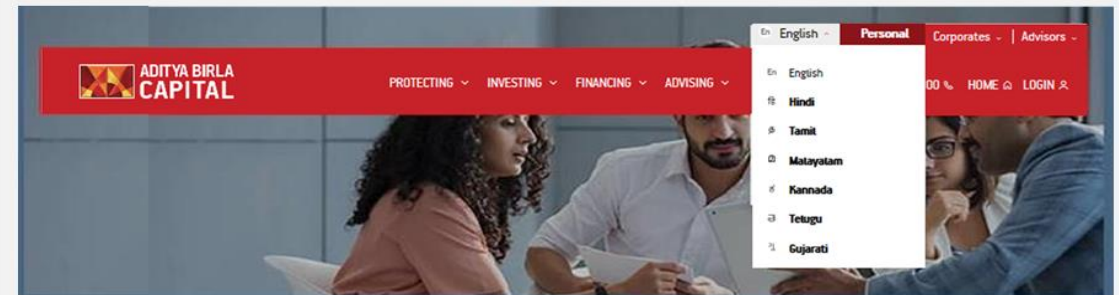 En English Personal Corporates | Advisors
ADITYA BIRLA
CAPITAL
PROTECTING INVESTING FINANCING ADVISING 00 HOME LOGIN
En English
हि Hindi
த Tamil
മ Malayalam
ಕ Kannada
తె Telugu
ગુ Gujarati